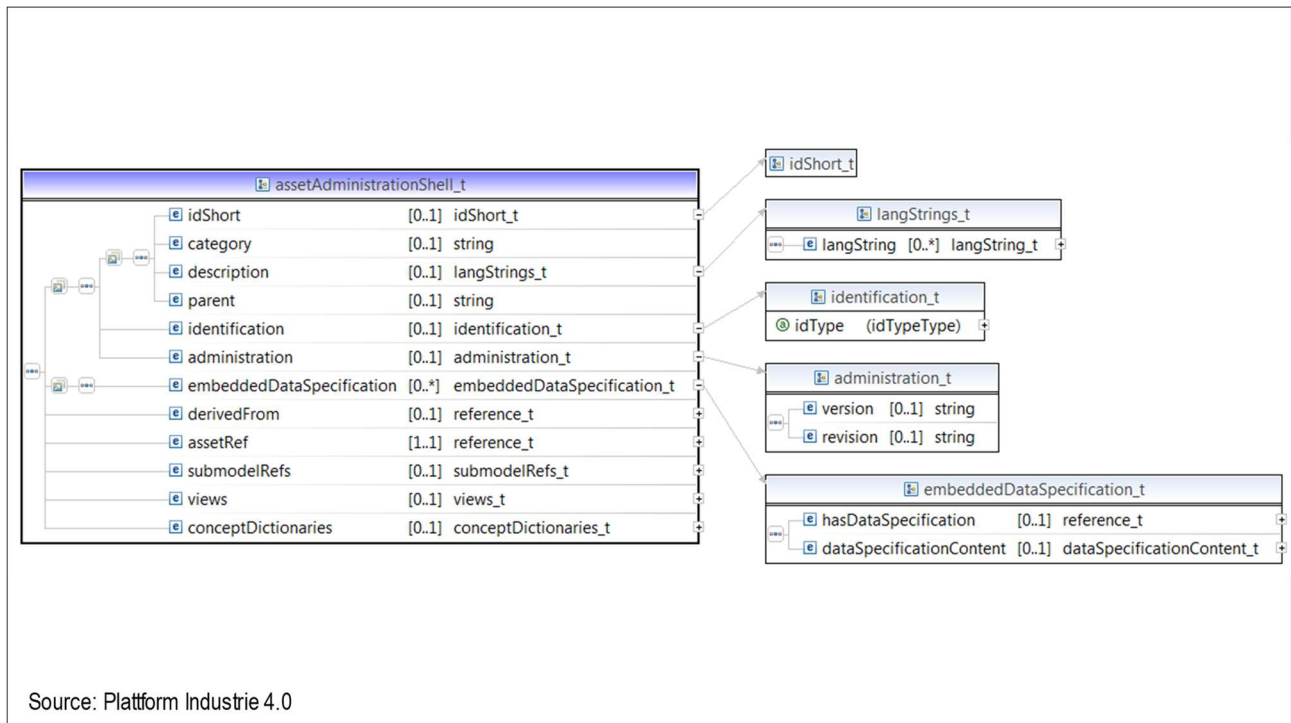 assetAdministrationShell_t
idShort [0..1] idShort_t
category [0..1] string
description [0..1] langStrings_t
parent [0..1] string
identification [0..1] identification_t
administration [0..1] administration_t
embeddedDataSpecification [0..*] embeddedDataSpecification_t
derivedFrom [0..1] reference_t
assetRef [1..1] reference_t
submodelRefs [0..1] submodelRefs_t
views [0..1] views_t
conceptDictionaries [0..1] conceptDictionaries_t
idShort_t
langStrings_t
langString [0..*] langString_t
identification_t
idType (idTypeType)
administration_t
version [0..1] string
revision [0..1] string
embeddedDataSpecification_t
hasDataSpecification [0..1] reference_t
dataSpecificationContent [0..1] dataSpecificationContent_t
Source: Plattform Industrie 4.0